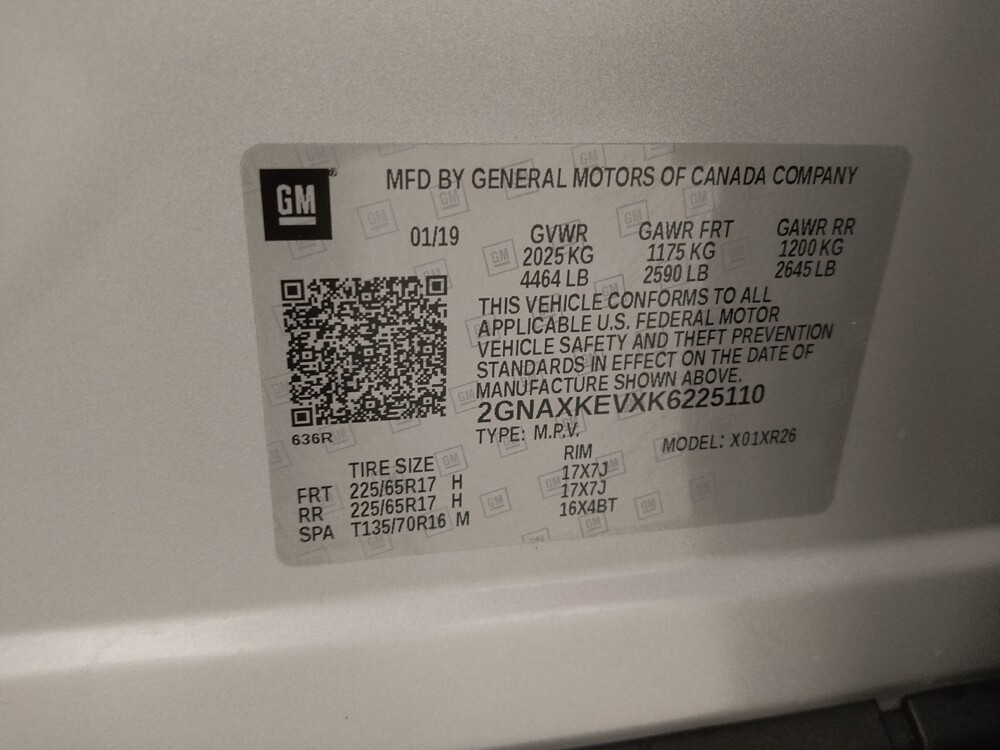 GM
MFD BY GENERAL MOTORS OF CANADA COMPANY
01/19 GVWR GAWR FRT GAWR RR
2025 KG 1175 KG 1200 KG
4464 LB 2590 LB 2645 LB
THIS VEHICLE CONFORMS TO ALL
APPLICABLE U.S. FEDERAL MOTOR
VEHICLE SAFETY AND THEFT PREVENTION
STANDARDS IN EFFECT ON THE DATE OF
MANUFACTURE SHOWN ABOVE.
2GNAXKEVXK6225110
636R
TYPE: M.P.V. MODEL: X01XR26
TIRE SIZE RIM
FRT 225/65R17 H 17X7J
RR 225/65R17 H 17X7J
SPA T135/70R16 M 16X4BT